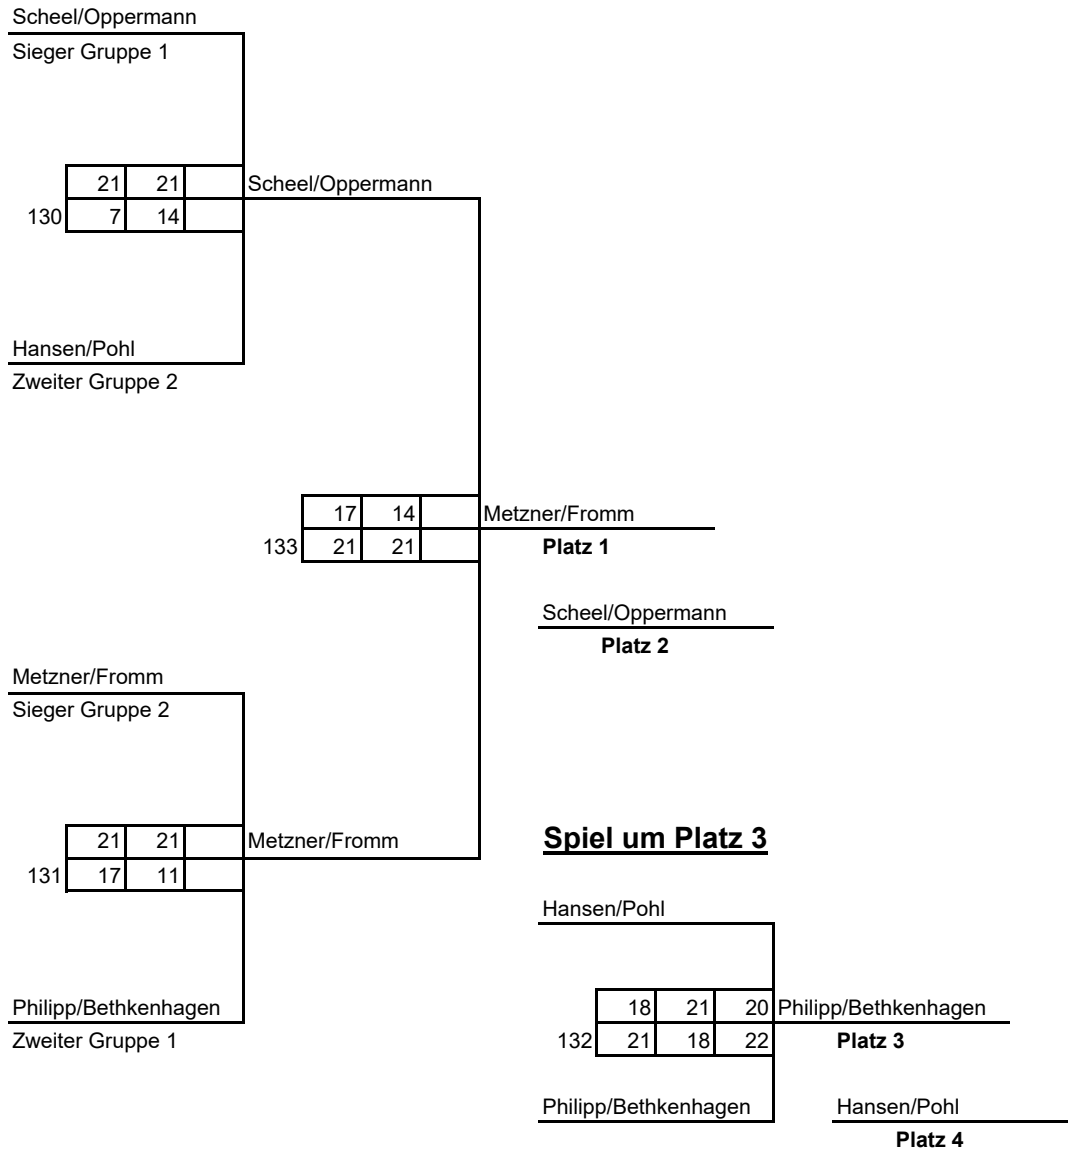 Scheel/Oppermann
Sieger Gruppe 1
21 21 Scheel/Oppermann
130 7 14
Hansen/Pohl
Zweiter Gruppe 2
17 14 Metzner/Fromm
133 21 21 Platz 1
Scheel/Oppermann
Platz 2
Metzner/Fromm
Sieger Gruppe 2
21 21 Metzner/Fromm
131 17 11
Philipp/Bethkenhagen
Zweiter Gruppe 1
Spiel um Platz 3
Hansen/Pohl
18 21 20 Philipp/Bethkenhagen
132 21 18 22 Platz 3
Philipp/Bethkenhagen
Hansen/Pohl
Platz 4